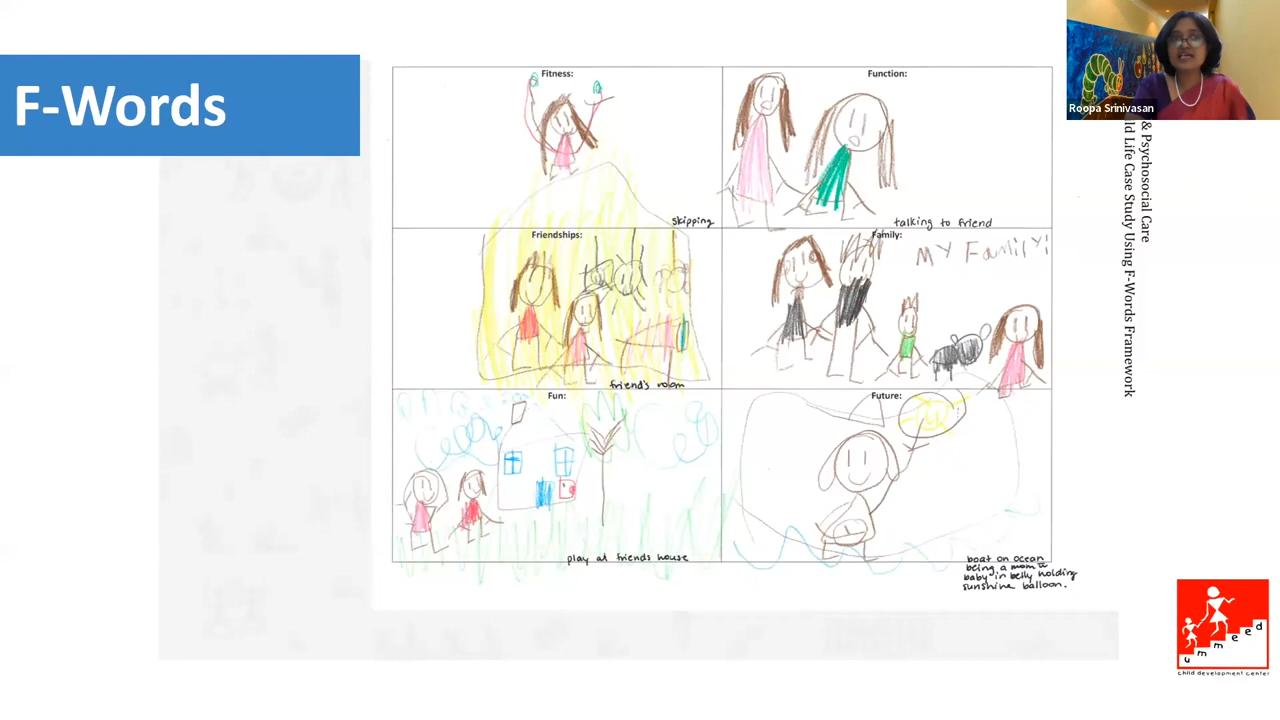 F-Words
Fitness:
skipping
Function:
talking to friend
Friendships:
friend's room
Family:
MY FamilY!
Fun:
play at friends house
Future:
boat on ocean
being a mom
baby in belly holding
sunshine balloon.
Roopa Srinivasan
& Psychosocial Care
ld Life Case Study Using F-Words Framework
ummeed
child development center